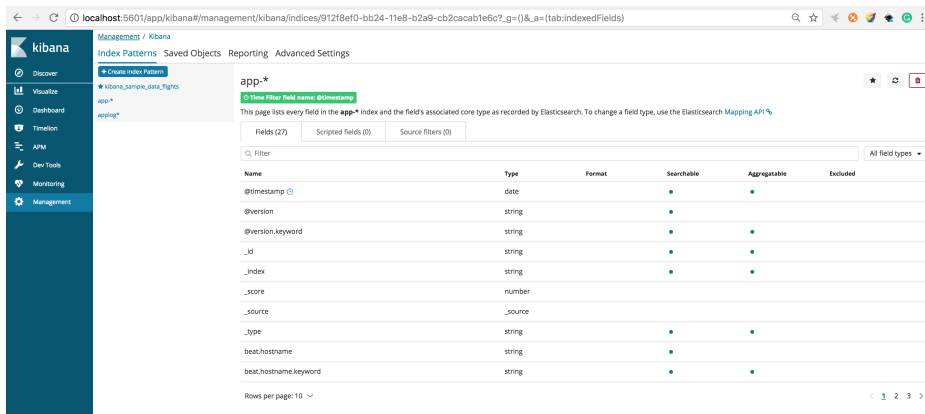 localhost:5601/app/kibana#/management/kibana/indices/912f8ef0-bb24-11e8-b2a9-cb2cacab1e6c?_g=()&_a=(tab:indexedFields)
kibana
Discover
Visualize
Dashboard
Timelion
APM
Dev Tools
Monitoring
Management
Management / Kibana
Index Patterns Saved Objects Reporting Advanced Settings
+ Create Index Pattern
★ kibana_sample_data_flights
app-*
applog*
app-*
Time Filter field name: @timestamp
This page lists every field in the app-* index and the field's associated core type as recorded by Elasticsearch. To change a field type, use the Elasticsearch Mapping API
Fields (27) Scripted fields (0) Source filters (0)
Filter All field types
Name Type Format Searchable Aggregatable Excluded
@timestamp date
@version string
@version.keyword string
_id string
_index string
_score number
_source _source
_type string
beat.hostname string
beat.hostname.keyword string
Rows per page: 10 1 2 3